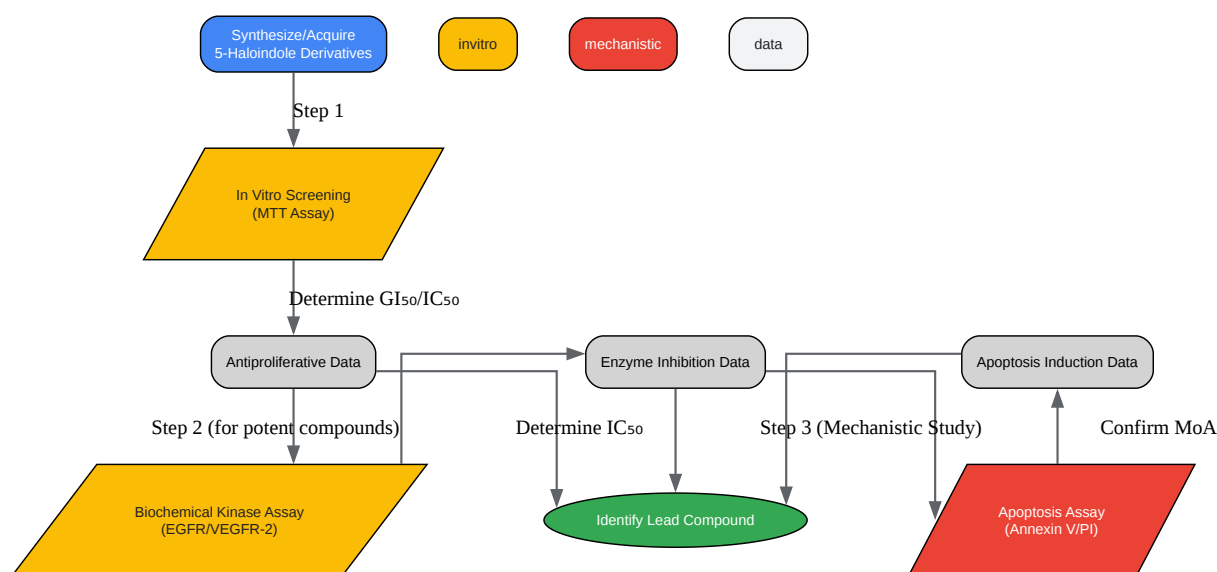 Synthesize/Acquire
5-Haloindole Derivatives
invitro
mechanistic
data
Step 1
In Vitro Screening
(MTT Assay)
Determine GI₅₀/IC₅₀
Antiproliferative Data
Enzyme Inhibition Data
Apoptosis Induction Data
Step 2 (for potent compounds)
Determine IC₅₀
Step 3 (Mechanistic Study)
Confirm MoA
Biochemical Kinase Assay
(EGFR/VEGFR-2)
Identify Lead Compound
Apoptosis Assay
(Annexin V/PI)